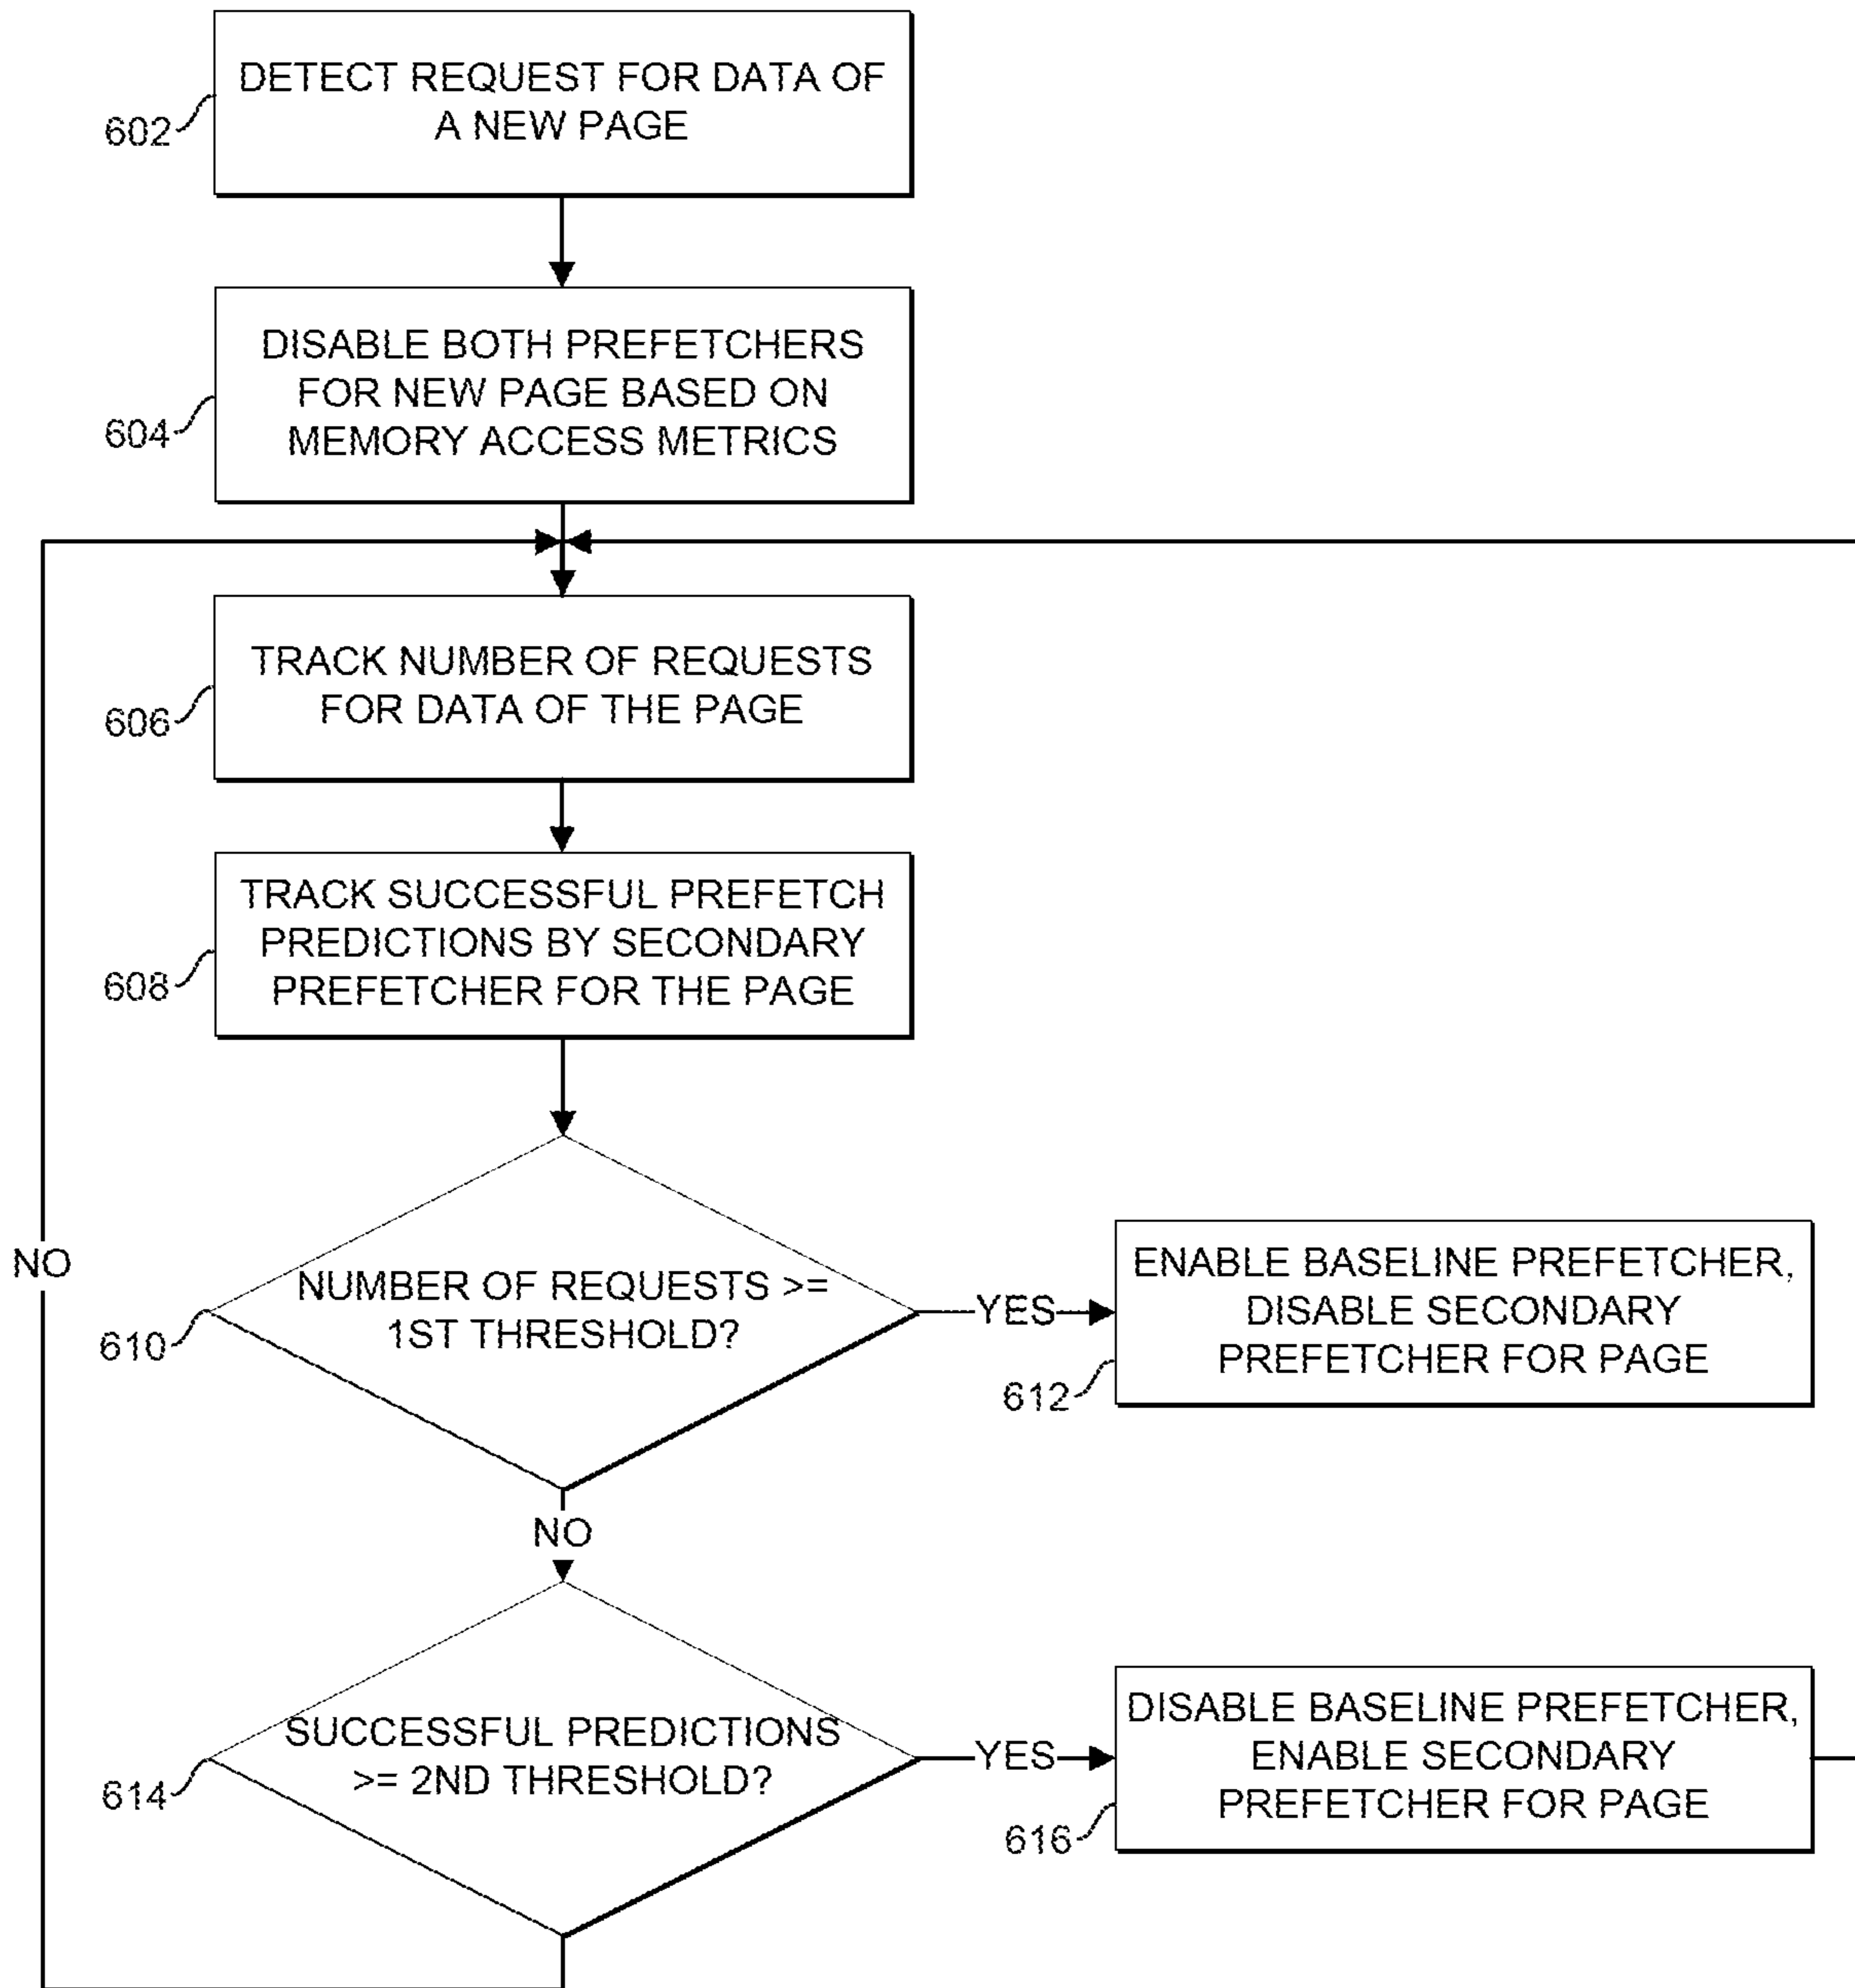 DETECT REQUEST FOR DATA OF
A NEW PAGE
602
DISABLE BOTH PREFETCHERS
FOR NEW PAGE BASED ON
MEMORY ACCESS METRICS
604
TRACK NUMBER OF REQUESTS
FOR DATA OF THE PAGE
606
TRACK SUCCESSFUL PREFETCH
PREDICTIONS BY SECONDARY
PREFETCHER FOR THE PAGE
608
NO
NUMBER OF REQUESTS >=
1ST THRESHOLD?
610
YES
ENABLE BASELINE PREFETCHER,
DISABLE SECONDARY
PREFETCHER FOR PAGE
612
NO
SUCCESSFUL PREDICTIONS
>= 2ND THRESHOLD?
614
YES
DISABLE BASELINE PREFETCHER,
ENABLE SECONDARY
PREFETCHER FOR PAGE
616